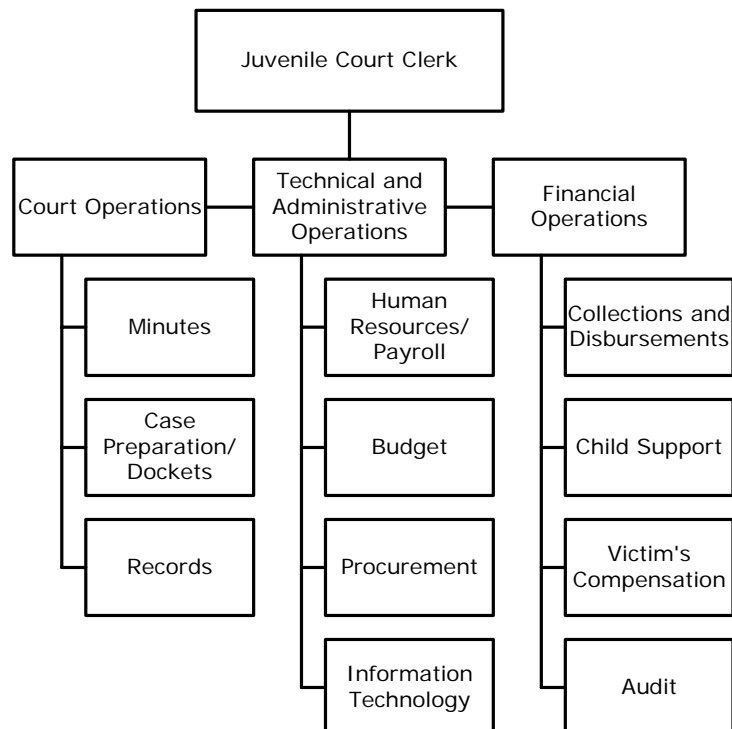 Juvenile Court Clerk
Court Operations
Technical and
Administrative
Operations
Financial
Operations
Minutes
Case
Preparation/
Dockets
Records
Human
Resources/
Payroll
Budget
Procurement
Information
Technology
Collections and
Disbursements
Child Support
Victim's
Compensation
Audit